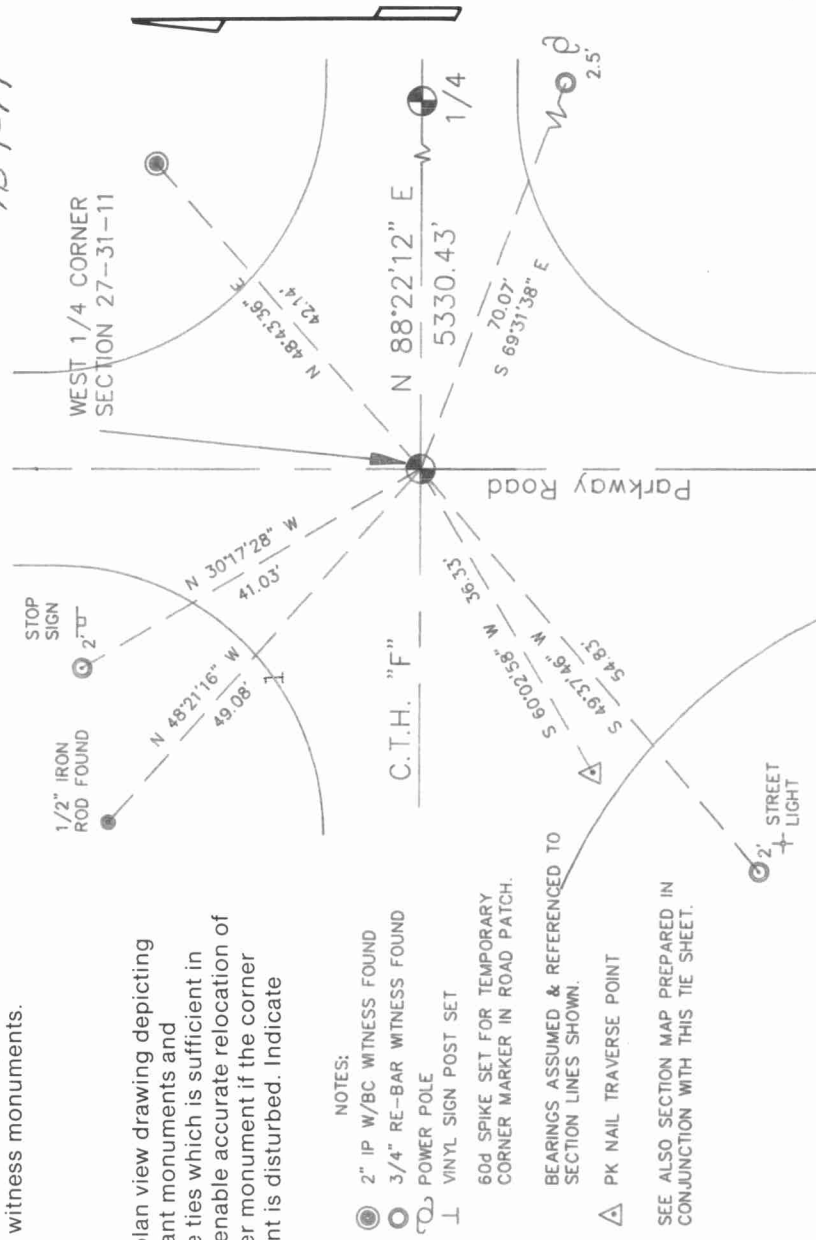 witness monuments.
plan view drawing depicting
ant monuments and
e ties which is sufficient in
enable accurate relocation of
er monument if the corner
nt is disturbed. Indicate
NOTES:
2" IP W/BC WITNESS FOUND
3/4" RE-BAR WITNESS FOUND
POWER POLE
VINYL SIGN POST SET
60d SPIKE SET FOR TEMPORARY
CORNER MARKER IN ROAD PATCH.
BEARINGS ASSUMED & REFERENCED TO
SECTION LINES SHOWN.
PK NAIL TRAVERSE POINT
SEE ALSO SECTION MAP PREPARED IN
CONJUNCTION WITH THIS TIE SHEET.
1/2" IRON
ROD FOUND
STOP
SIGN
2'
WEST 1/4 CORNER
SECTION 27-31-11
N 48°21'16" W
49.08'
N 30°17'28" W
41.03'
N 48°43'36" E
42.14'
1
C.T.H. "F"
N 88°22'12" E
5330.43'
1/4
Parkway Road
S 60°02'58" W 36.33'
S 49°37'46" W 54.83'
70.07'
S 69°31'38" E
2.5'
2'
STREET
LIGHT